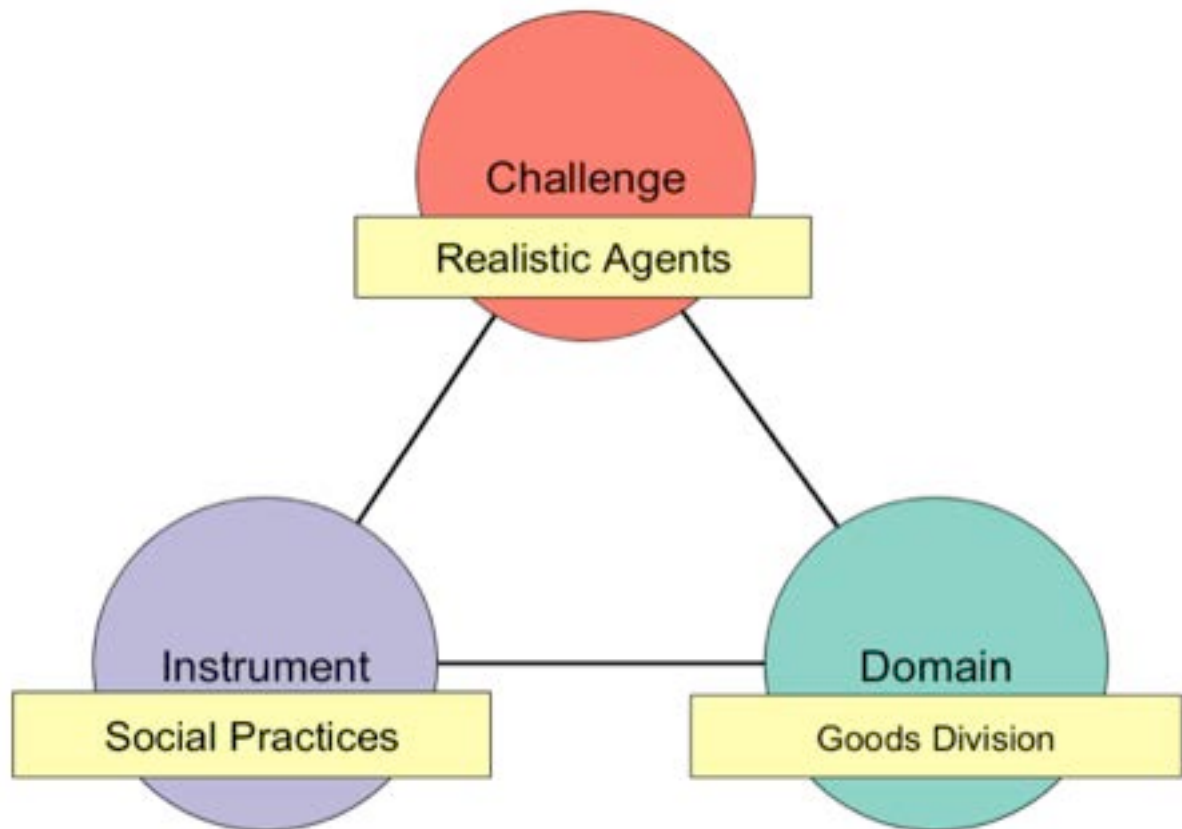 Challenge
Realistic Agents
Instrument
Social Practices
Domain
Goods Division